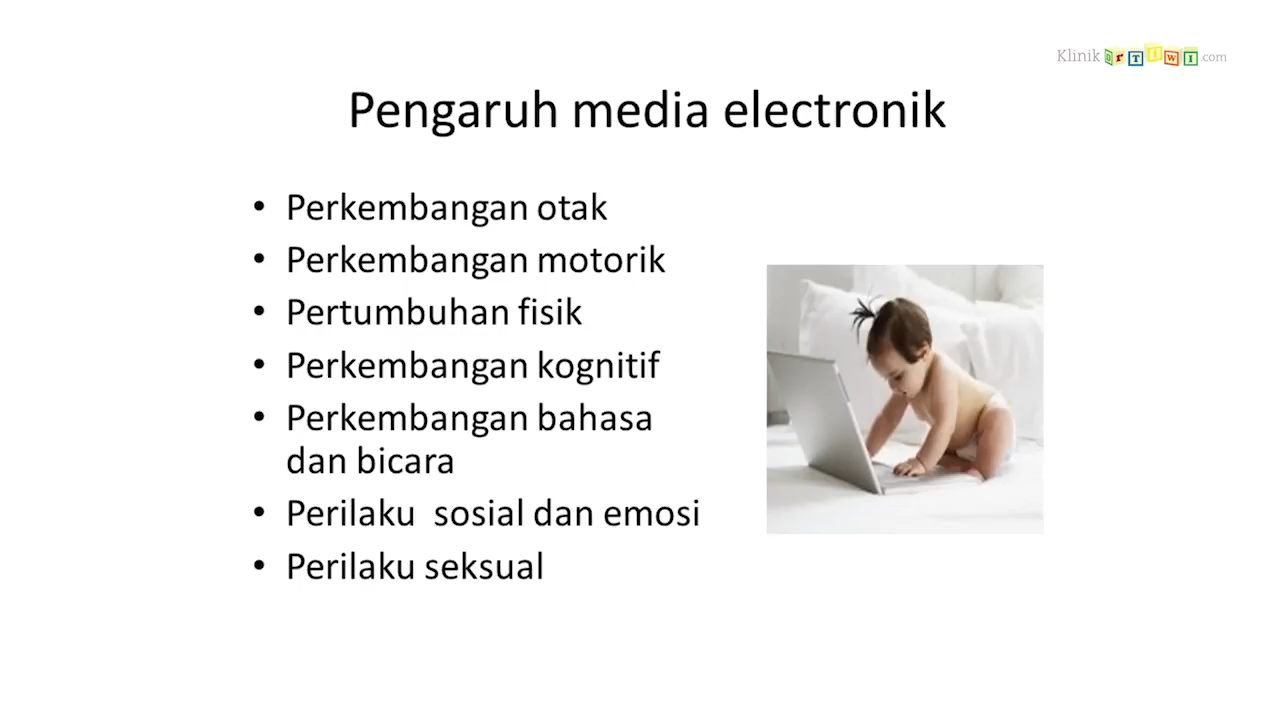 Klinik DrTIWI.com
Pengaruh media electronik
• Perkembangan otak
• Perkembangan motorik
• Pertumbuhan fisik
• Perkembangan kognitif
• Perkembangan bahasa
dan bicara
• Perilaku sosial dan emosi
• Perilaku seksual